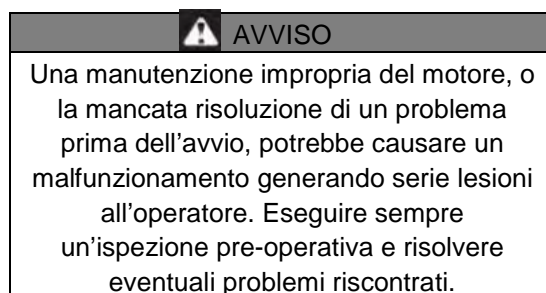 AVVISO
Una manutenzione impropria del motore, o
la mancata risoluzione di un problema
prima dell’avvio, potrebbe causare un
malfunzionamento generando serie lesioni
all’operatore. Eseguire sempre
un’ispezione pre-operativa e risolvere
eventuali problemi riscontrati.